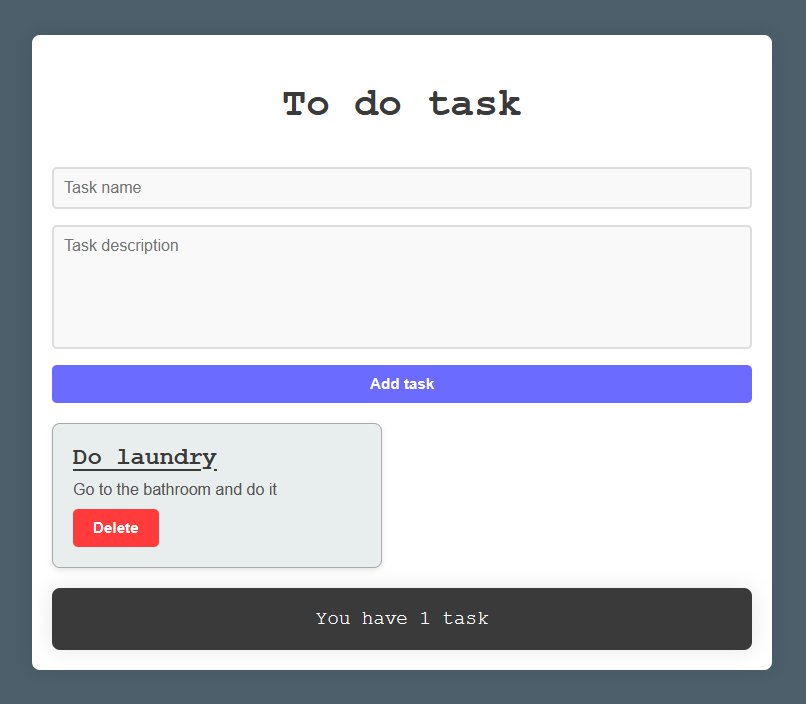 To do task
Task name
Task description
Add task
Do laundry
Go to the bathroom and do it
Delete
You have 1 task